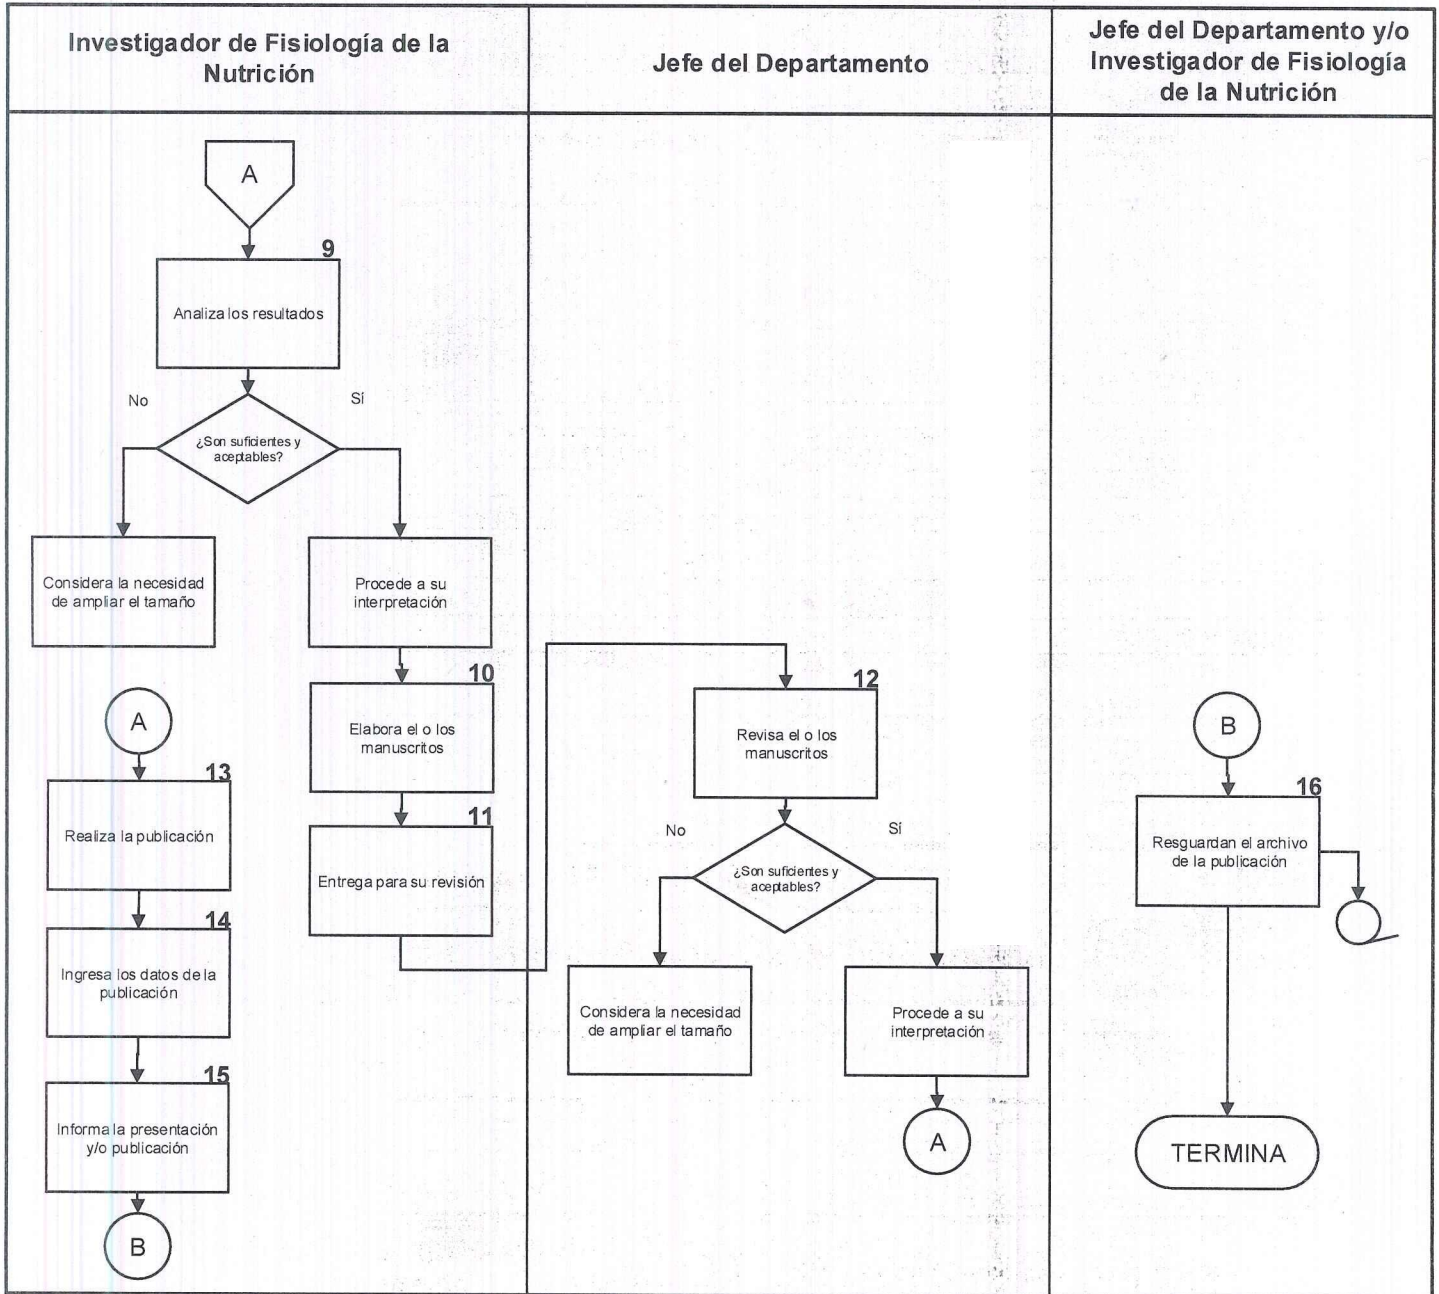 Investigador de Fisiología de la
Nutrición
Jefe del Departamento
Jefe del Departamento y/o
Investigador de Fisiología
de la Nutrición
A
9
Analiza los resultados
No
Sí
¿Son suficientes y
aceptables?
Considera la necesidad
de ampliar el tamaño
Procede a su
interpretación
10
Elabora el o los
manuscritos
11
Entrega para su revisión
12
Revisa el o los
manuscritos
No
Sí
¿Son suficientes y
aceptables?
Considera la necesidad
de ampliar el tamaño
Procede a su
interpretación
A
A
13
Realiza la publicación
14
Ingresa los datos de la
publicación
15
Informa la presentación
y/o publicación
B
B
16
Resguardan el archivo
de la publicación
TERMINA